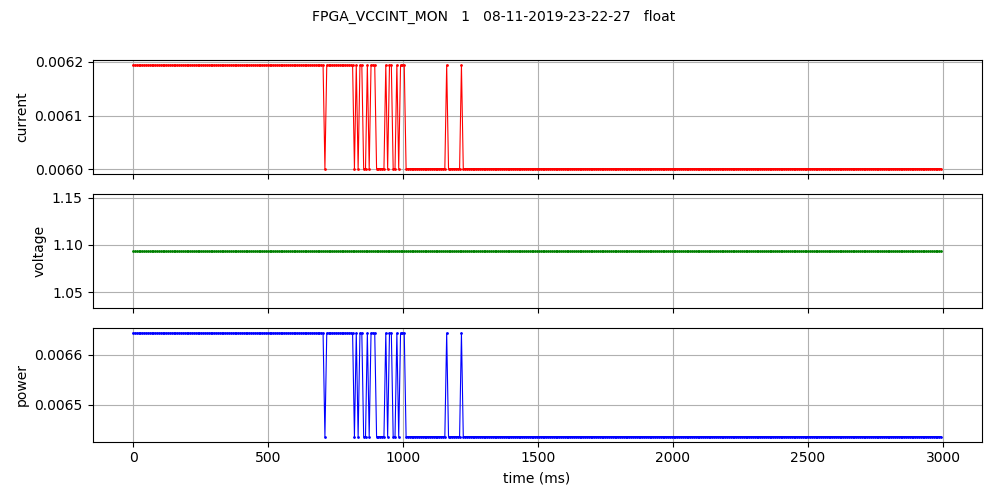 FPGA_VCCINT_MON   1   08-11-2019-23-22-27   float
0.0062
0.0061
0.0060
current
1.15
1.10
1.05
voltage
0.0066
0.0065
power
0 500 1000 1500 2000 2500 3000
time (ms)